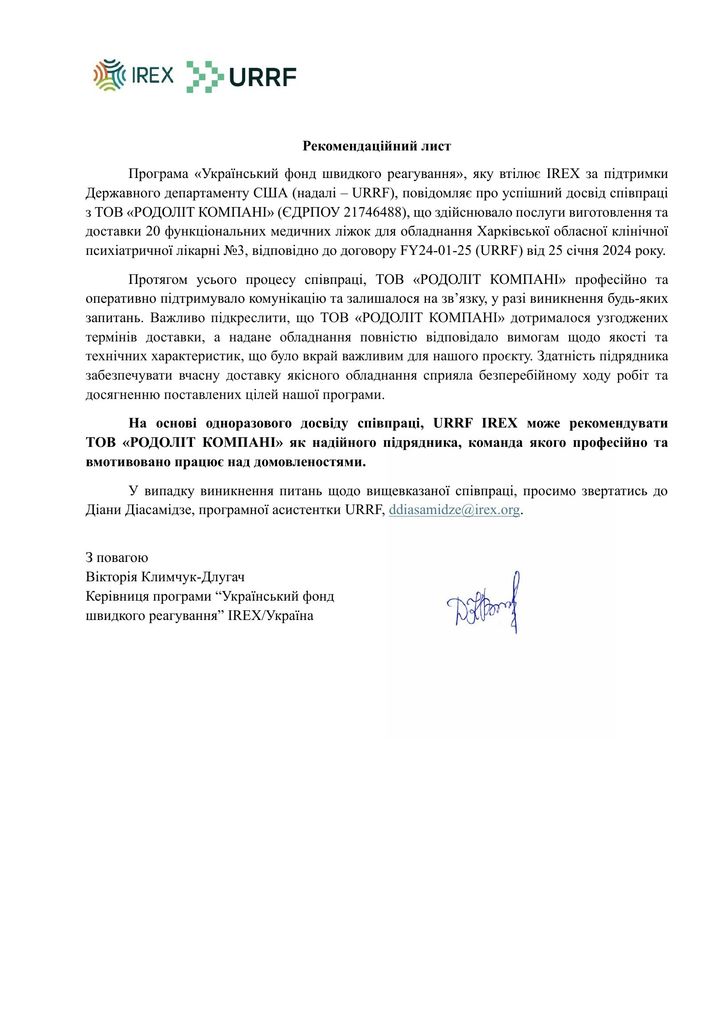 IREX URRF
Рекомендаційний лист
Програма «Український фонд швидкого реагування», яку втілює IREX за підтримки
Державного департаменту США (надалі – URRF), повідомляє про успішний досвід співпраці
з ТОВ «РОДОЛІТ КОМПАНІ» (ЄДРПОУ 21746488), що здійснювало послуги виготовлення та
доставки 20 функціональних медичних ліжок для обладнання Харківської обласної клінічної
психіатричної лікарні №3, відповідно до договору FY24-01-25 (URRF) від 25 січня 2024 року.
Протягом усього процесу співпраці, ТОВ «РОДОЛІТ КОМПАНІ» професійно та
оперативно підтримувало комунікацію та залишалося на зв’язку, у разі виникнення будь-яких
запитань. Важливо підкреслити, що ТОВ «РОДОЛІТ КОМПАНІ» дотрималося узгоджених
термінів доставки, а надане обладнання повністю відповідало вимогам щодо якості та
технічних характеристик, що було вкрай важливим для нашого проєкту. Здатність підрядника
забезпечувати вчасну доставку якісного обладнання сприяла безперебійному ходу робіт та
досягненню поставлених цілей нашої програми.
На основі одноразового досвіду співпраці, URRF IREX може рекомендувати
ТОВ «РОДОЛІТ КОМПАНІ» як надійного підрядника, команда якого професійно та
вмотивовано працює над домовленостями.
У випадку виникнення питань щодо вищевказаної співпраці, просимо звертатись до
Діани Діасамідзе, програмної асистентки URRF, ddiasamidze@irex.org.
З повагою
Вікторія Климчук-Длугач
Керівниця програми “Український фонд
швидкого реагування” IREX/Україна